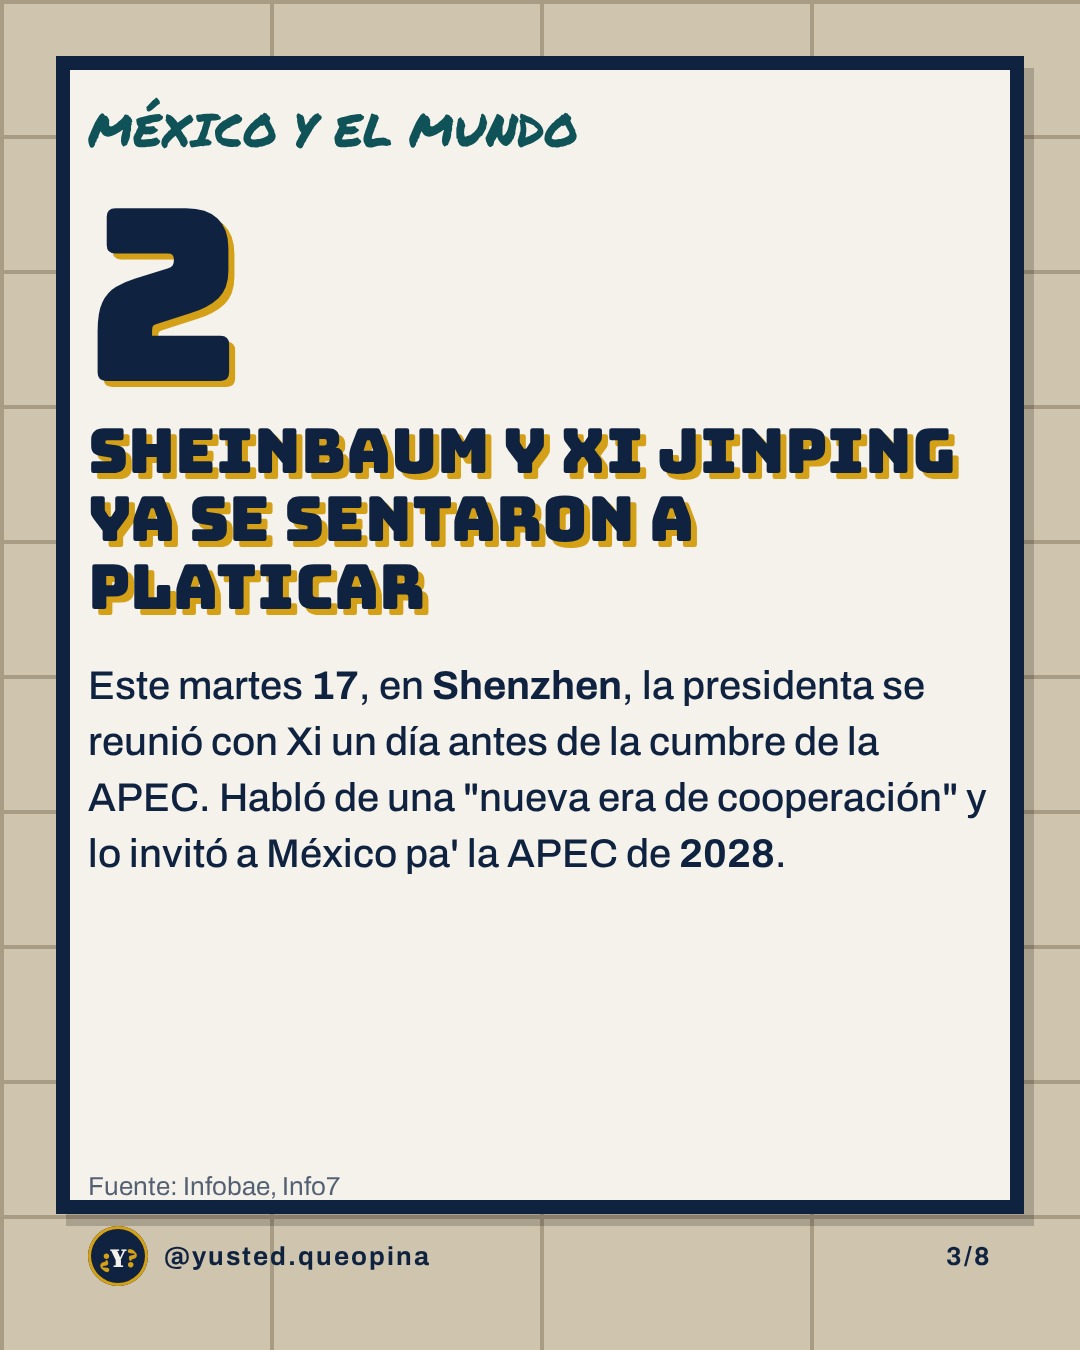 MÉXICO Y EL MUNDO
2
SHEINBAUM Y XI JINPING
YA SE SENTARON A
PLATICAR
Este martes 17, en Shenzhen, la presidenta se
reunió con Xi un día antes de la cumbre de la
APEC. Habló de una "nueva era de cooperación" y
lo invitó a México pa' la APEC de 2028.
Fuente: Infobae, Info7
¿Y?
@yusted.queopina
3/8